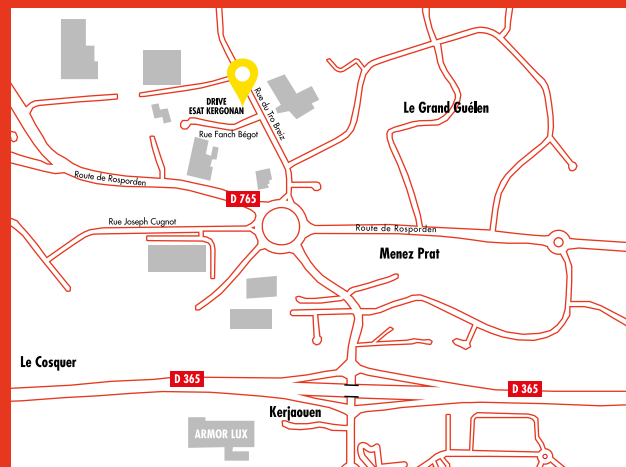 DRIVE
ESAT KERGONAN
Rue du Tro Breiz
Le Grand Guélen
Rue Fanch Bégot
Route de Rosporden
D 765
Rue Joseph Cugnot
Route de Rosporden
Menez Prat
Le Cosquer
D 365
D 365
Kerjaouen
ARMOR LUX